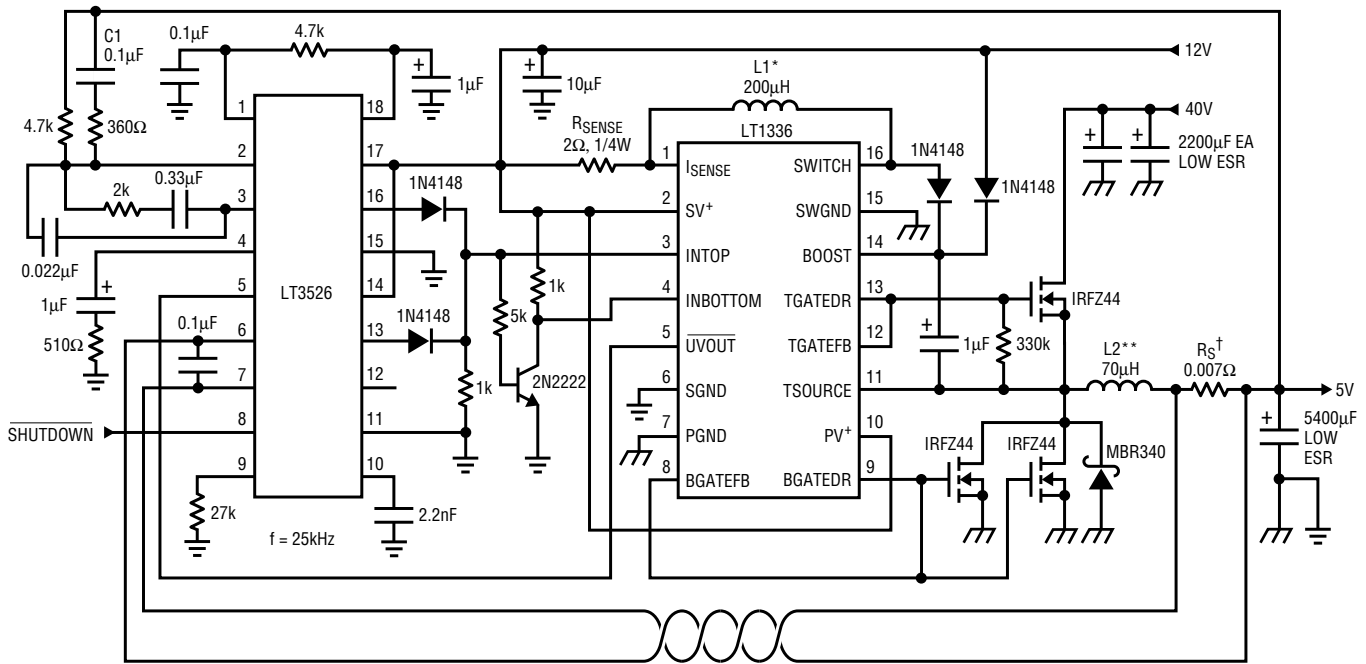 C1
0.1µF
0.1µF
4.7k
1µF
10µF
12V
L1*
200µH
40V
2200µF EA
LOW ESR
4.7k
360Ω
RSENSE
2Ω, 1/4W
LT1336
1N4148
1N4148
1
2
3
4
5
6
7
8
9
LT3526
18
17
16
15
14
13
12
11
10
2k
0.33µF
0.022µF
1µF
510Ω
0.1µF
SHUTDOWN
27k
f = 25kHz
2.2nF
1N4148
1N4148
1k
5k
1k
2N2222
1
2
3
4
5
6
7
8
ISENSE
SV+
INTOP
INBOTTOM
UVOUT
SGND
PGND
BGATEFB
SWITCH
SWGND
BOOST
TGATEDR
TGATEFB
TSOURCE
PV+
BGATEDR
16
15
14
13
12
11
10
9
1µF
330k
IRFZ44
L2**
70µH
RS†
0.007Ω
5V
5400µF
LOW
ESR
IRFZ44
IRFZ44
MBR340